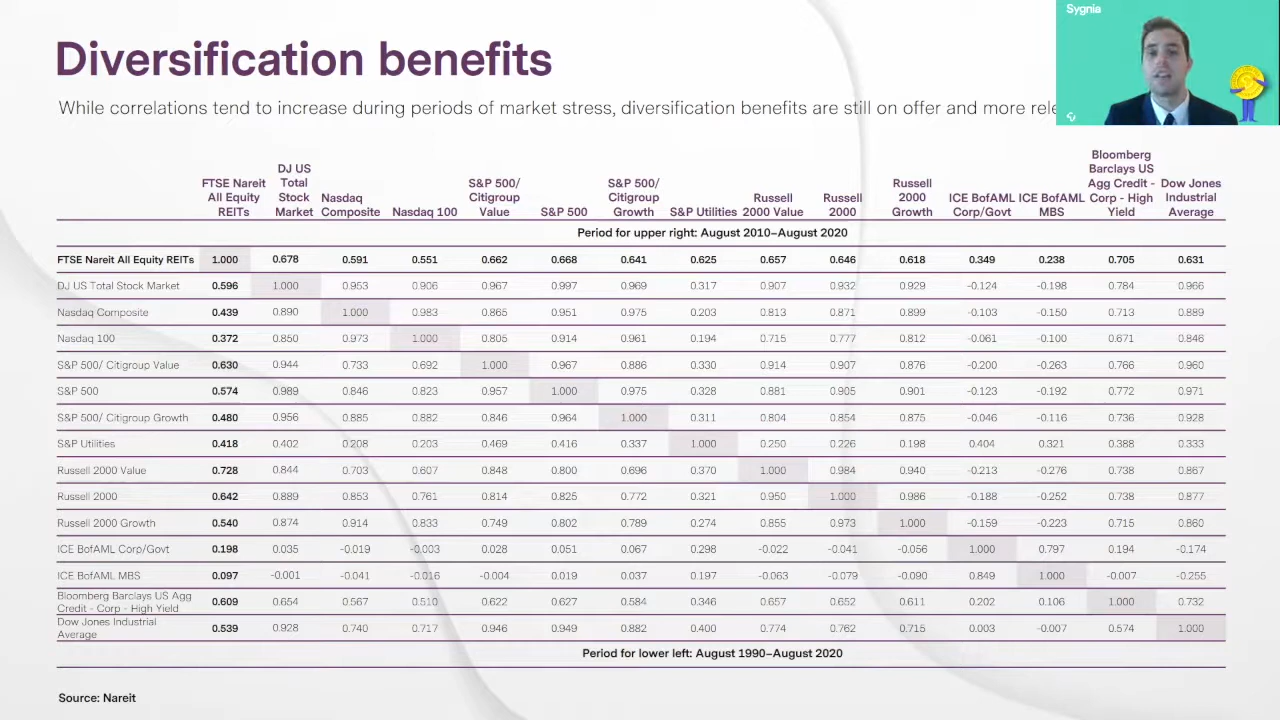 Sygnia
Diversification benefits
While correlations tend to increase during periods of market stress, diversification benefits are still on offer and more
FTSE Nareit All Equity REITs DJ US Total Stock Market Nasdaq Composite Nasdaq 100 S&P 500/ Citigroup Value S&P 500 S&P 500/ Citigroup Growth S&P Utilities Russell 2000 Value Russell 2000 Russell 2000 Growth ICE BofAML Corp/Govt ICE BofAML MBS Bloomberg Barclays US Agg Credit - Corp - High Yield Dow Jones Industrial Average
Period for upper right: August 2010–August 2020
FTSE Nareit All Equity REITs 1.000 0.678 0.591 0.551 0.662 0.668 0.641 0.625 0.657 0.646 0.618 0.349 0.238 0.705 0.631
DJ US Total Stock Market 0.596 1.000 0.953 0.906 0.967 0.997 0.969 0.317 0.907 0.932 0.929 -0.124 -0.198 0.784 0.966
Nasdaq Composite 0.439 0.890 1.000 0.983 0.865 0.951 0.975 0.203 0.813 0.871 0.899 -0.103 -0.150 0.713 0.889
Nasdaq 100 0.372 0.850 0.973 1.000 0.805 0.914 0.961 0.194 0.715 0.777 0.812 -0.061 -0.100 0.671 0.846
S&P 500/ Citigroup Value 0.630 0.944 0.733 0.692 1.000 0.967 0.886 0.330 0.914 0.907 0.876 -0.200 -0.263 0.766 0.960
S&P 500 0.574 0.989 0.846 0.823 0.957 1.000 0.975 0.328 0.881 0.905 0.901 -0.123 -0.192 0.772 0.971
S&P 500/ Citigroup Growth 0.480 0.956 0.885 0.882 0.846 0.964 1.000 0.311 0.804 0.854 0.875 -0.046 -0.116 0.736 0.928
S&P Utilities 0.418 0.402 0.208 0.203 0.469 0.416 0.337 1.000 0.250 0.226 0.198 0.404 0.321 0.388 0.333
Russell 2000 Value 0.728 0.844 0.703 0.607 0.848 0.800 0.696 0.370 1.000 0.984 0.940 -0.213 -0.276 0.738 0.867
Russell 2000 0.642 0.889 0.853 0.761 0.814 0.825 0.772 0.321 0.950 1.000 0.986 -0.188 -0.252 0.738 0.877
Russell 2000 Growth 0.540 0.874 0.914 0.833 0.749 0.802 0.789 0.274 0.855 0.973 1.000 -0.159 -0.223 0.715 0.860
ICE BofAML Corp/Govt 0.198 0.035 -0.019 -0.003 0.028 0.051 0.067 0.298 -0.022 -0.041 -0.056 1.000 0.797 0.194 -0.174
ICE BofAML MBS 0.097 -0.001 -0.041 -0.016 -0.004 0.019 0.037 0.197 -0.063 -0.079 -0.090 0.849 1.000 -0.007 -0.255
Bloomberg Barclays US Agg
Credit - Corp - High Yield 0.609 0.654 0.567 0.510 0.622 0.627 0.584 0.346 0.657 0.652 0.611 0.202 0.106 1.000 0.732
Dow Jones Industrial
Average 0.539 0.928 0.740 0.717 0.946 0.949 0.882 0.400 0.774 0.762 0.715 0.003 -0.007 0.574 1.000
Period for lower left: August 1990–August 2020
Source: Nareit